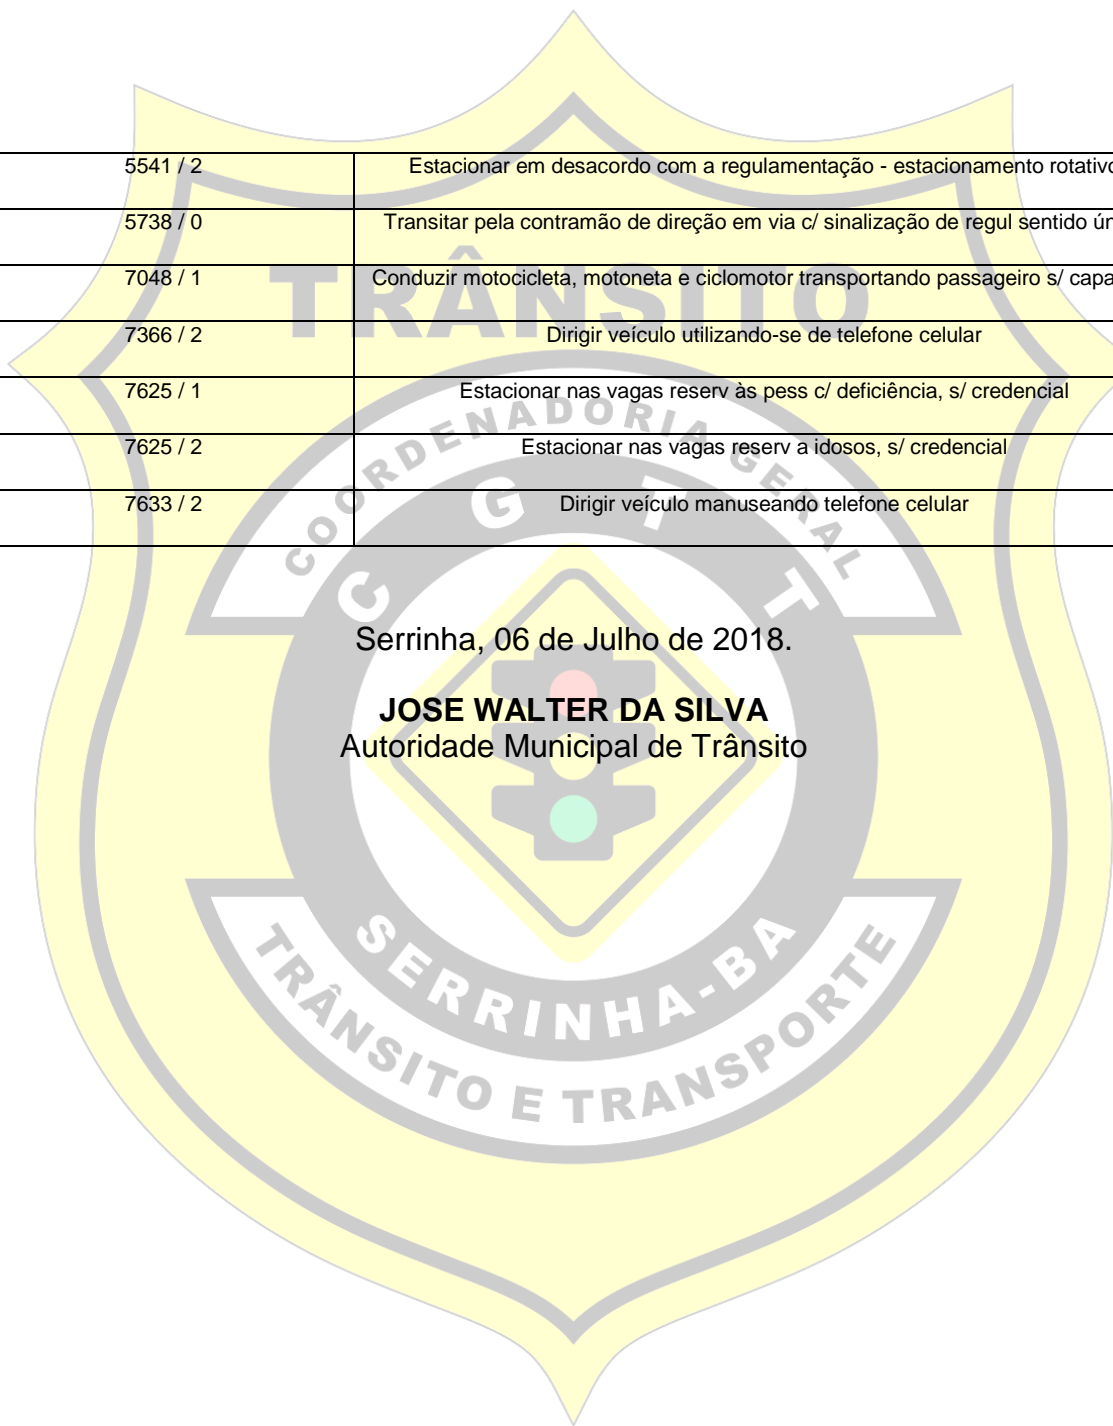 5541 / 2 Estacionar em desacordo com a regulamentação - estacionamento rotativo
5738 / 0 Transitar pela contramão de direção em via c/ sinalização de regul sentido
7048 / 1 Conduzir motocicleta, motoneta e ciclomotor transportando passageiro s/
7366 / 2 Dirigir veículo utilizando-se de telefone celular
7625 / 1 Estacionar nas vagas reserv às pess c/ deficiência, s/ credencial
7625 / 2 Estacionar nas vagas reserv a idosos, s/ credencial
7633 / 2 Dirigir veículo manuseando telefone celular
TRÂNSITO
COORDENADORIA GERAL
C G T T
Serrinha, 06 de Julho de 2018.
JOSE WALTER DA SILVA
Autoridade Municipal de Trânsito
SERRINHA-BA
TRÂNSITO E TRANSPORTE